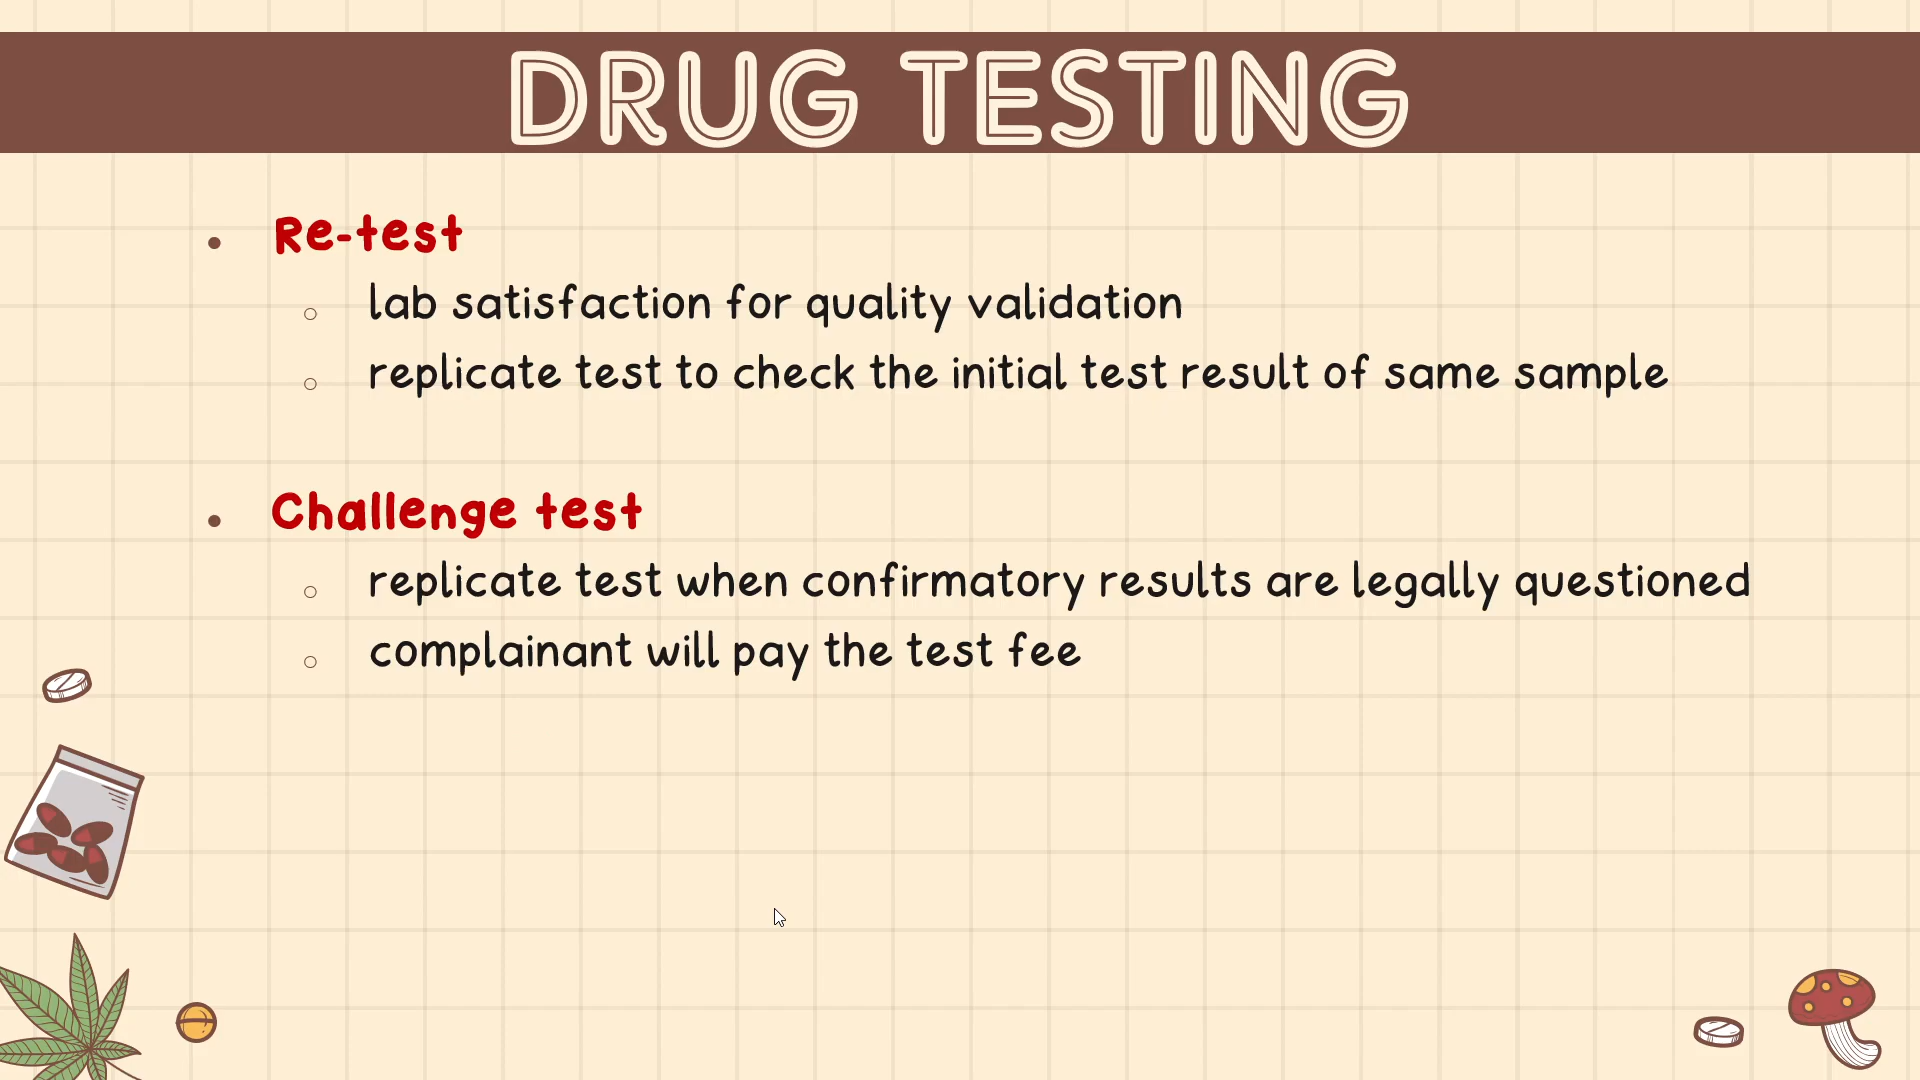 DRUG TESTING
Re-test
lab satisfaction for quality validation
replicate test to check the initial test result of same sample
Challenge test
replicate test when confirmatory results are legally questioned
complainant will pay the test fee